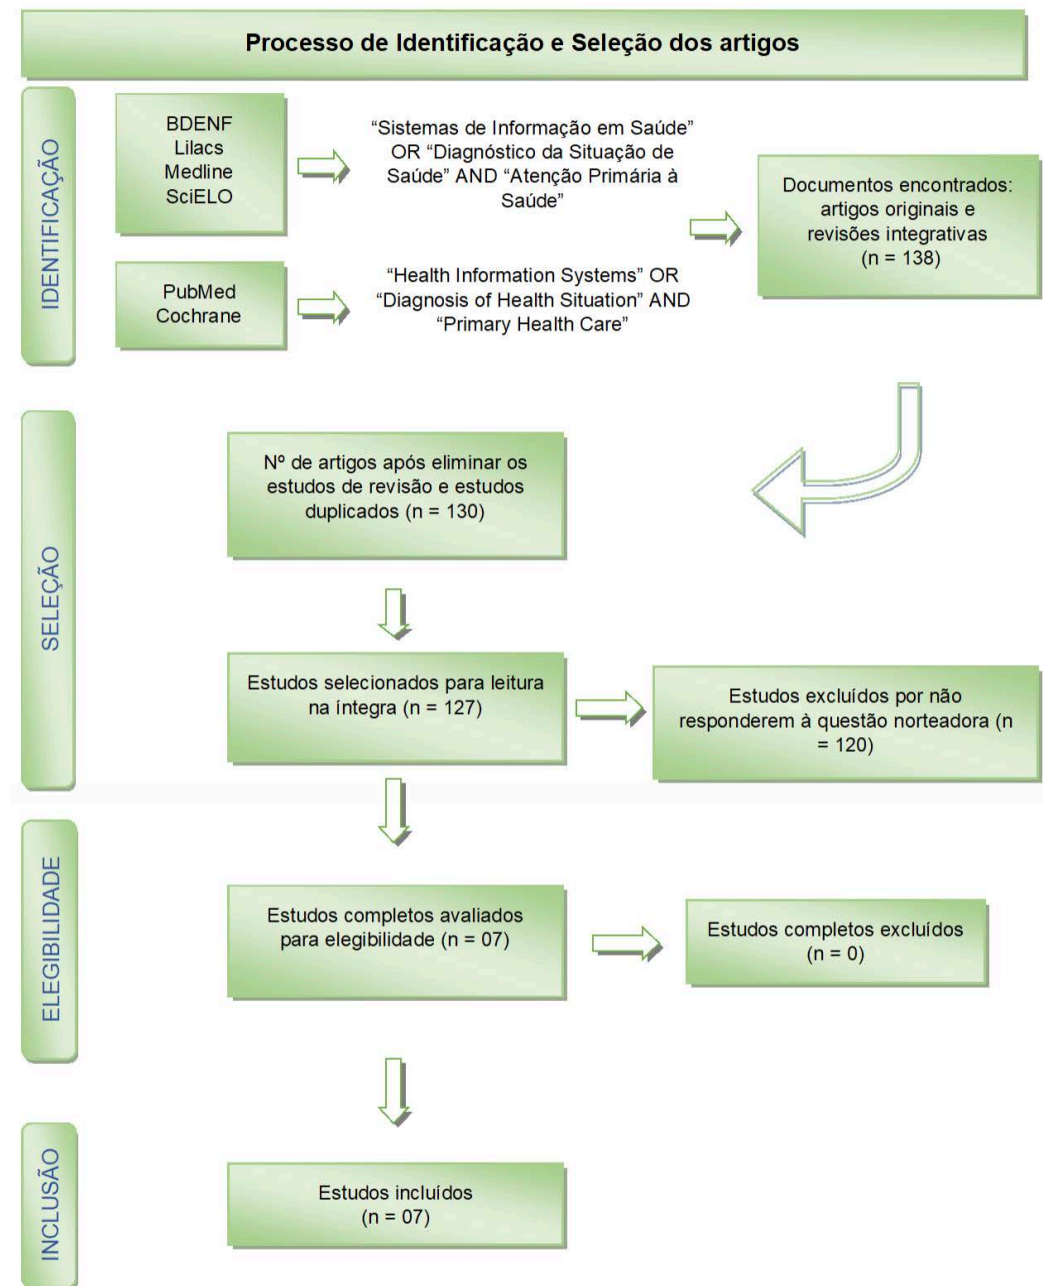 Processo de Identificação e Seleção dos artigos
IDENTIFICAÇÃO
BDENF
Lilacs
Medline
SciELO
“Sistemas de Informação em Saúde”
OR “Diagnóstico da Situação de
Saúde” AND “Atenção Primária à
Saúde”
PubMed
Cochrane
“Health Information Systems” OR
“Diagnosis of Health Situation” AND
“Primary Health Care”
Documentos encontrados:
artigos originais e
revisões integrativas
(n = 138)
SELEÇÃO
Nº de artigos após eliminar os
estudos de revisão e estudos
duplicados (n = 130)
Estudos selecionados para leitura
na íntegra (n = 127)
Estudos excluídos por não
responderem à questão norteadora (n
= 120)
ELEGIBILIDADE
Estudos completos avaliados
para elegibilidade (n = 07)
Estudos completos excluídos
(n = 0)
INCLUSÃO
Estudos incluídos
(n = 07)